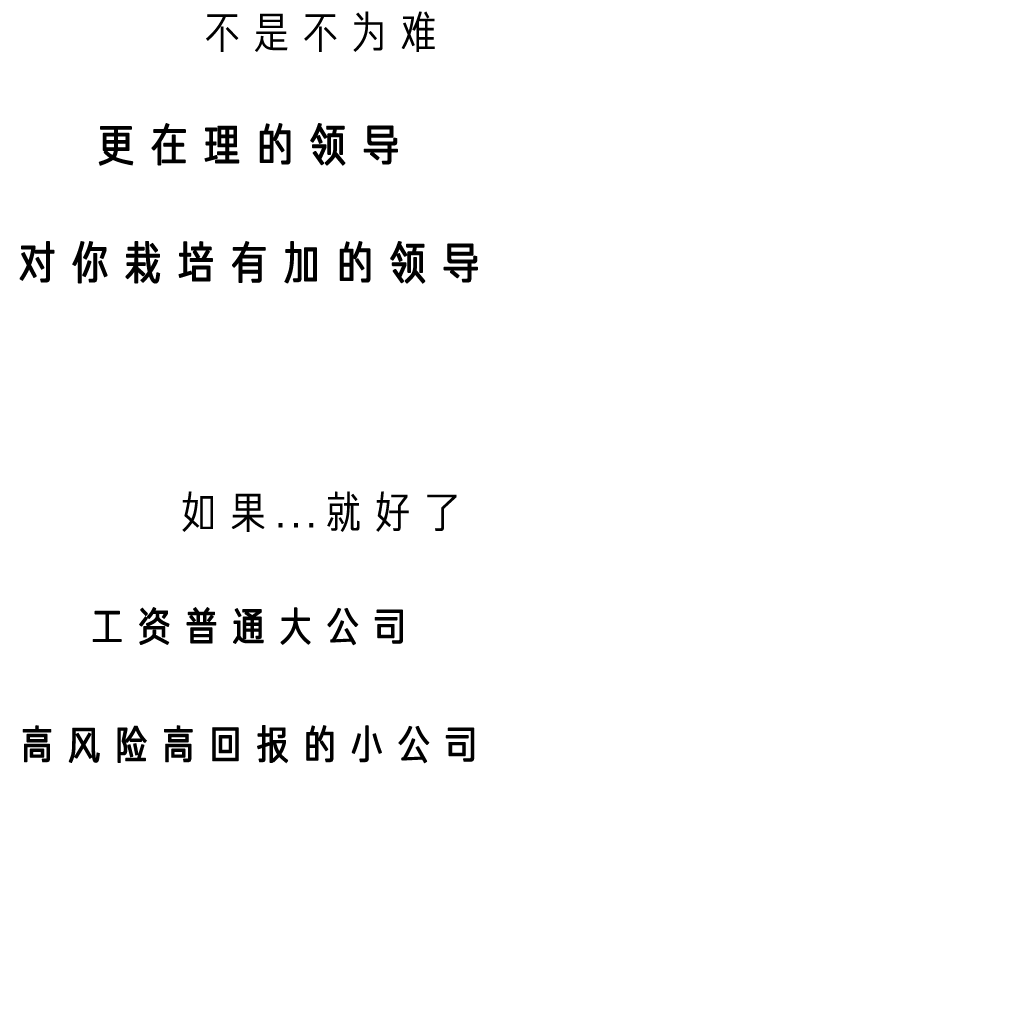 不是不为难
更在理的领导
对你栽培有加的领导
如果...就好了
工资普通大公司
高风险高回报的小公司